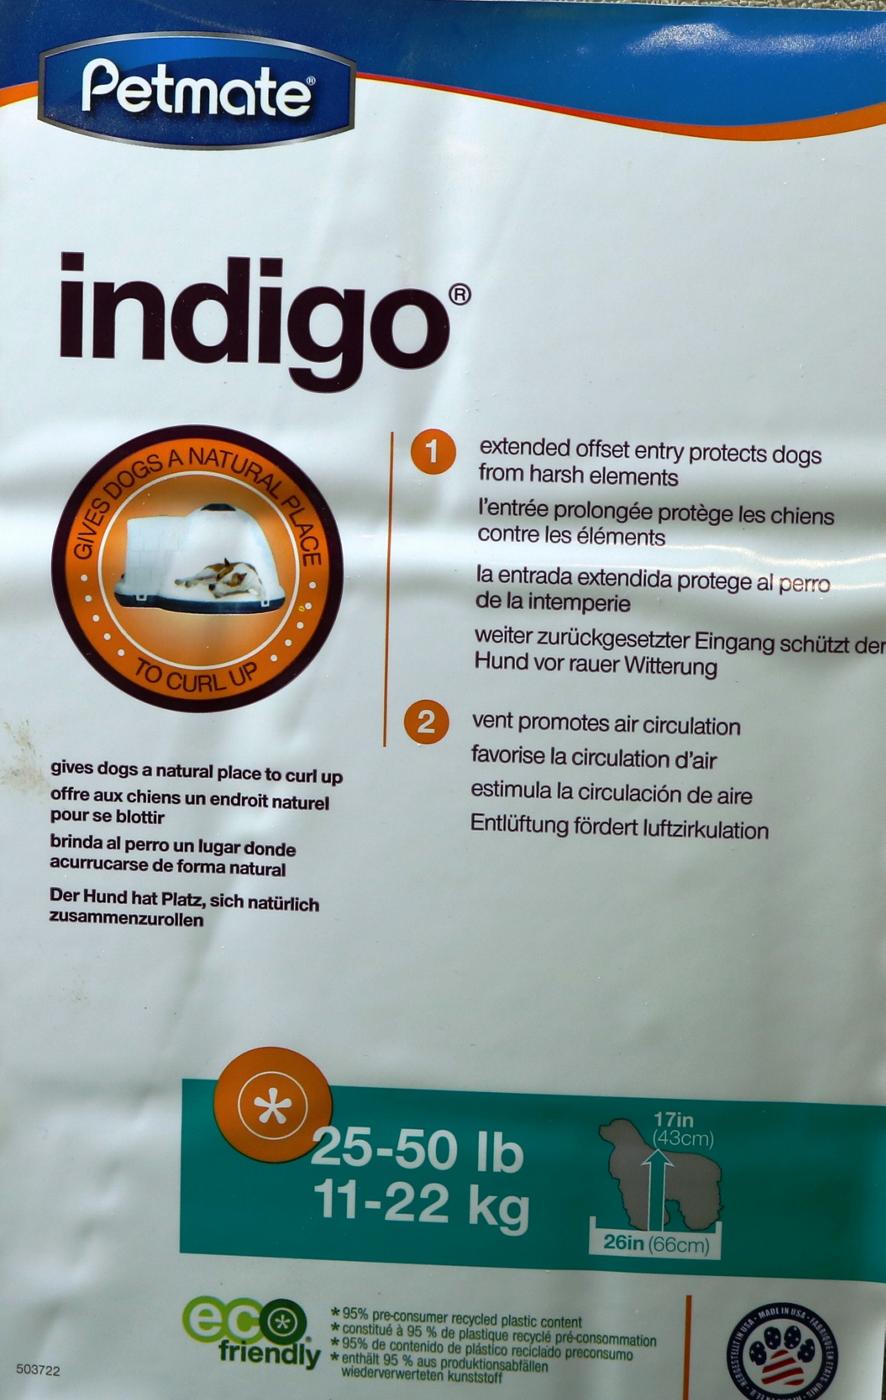 Petmate®
indigo®
GIVES DOGS A NATURAL PLACE
TO CURL UP
gives dogs a natural place to curl up
offre aux chiens un endroit naturel
pour se blottir
brinda al perro un lugar donde
acurrucarse de forma natural
Der Hund hat Platz, sich natürlich
zusammenzurollen
1
extended offset entry protects dogs
from harsh elements
l'entrée prolongée protège les chiens
contre les éléments
la entrada extendida protege al perro
de la intemperie
weiter zurückgesetzter Eingang schützt der
Hund vor rauer Witterung
2
vent promotes air circulation
favorise la circulation d'air
estimula la circulación de aire
Entlüftung fördert luftzirkulation
*
25-50 lb
11-22 kg
17in
(43cm)
26in (66cm)
eco
friendly
* 95% pre-consumer recycled plastic content
* constitué à 95 % de plastique recyclé pré-consommation
* 95% de contenido de plástico reciclado preconsumo
* enthält 95 % aus produktionsabfällen
wiederverwerteten kunststoff
HERGESTELLT IN USA • MADE IN USA • FABRIQUÉ EN ETATS-UNIS
503722